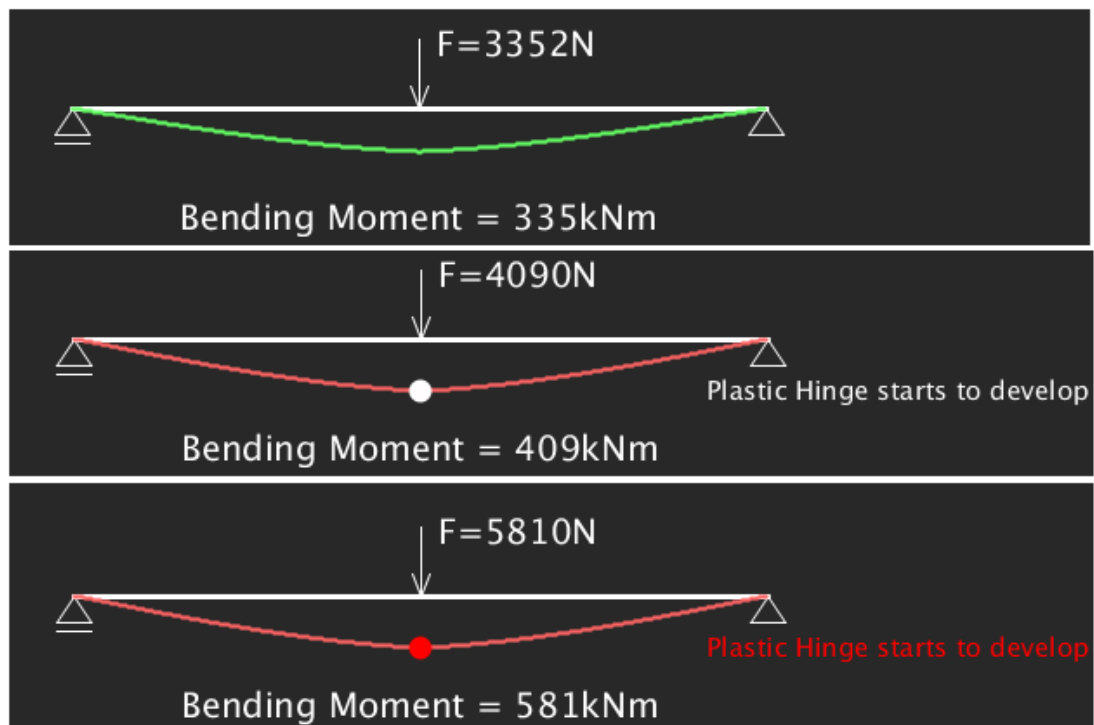 F=3352N
Bending Moment = 335kNm
F=4090N
Plastic Hinge starts to develop
Bending Moment = 409kNm
F=5810N
Plastic Hinge starts to develop
Bending Moment = 581kNm